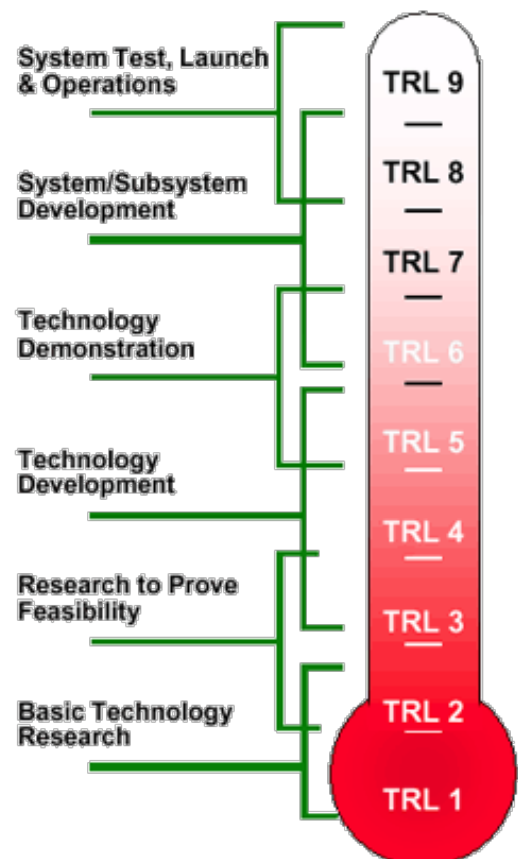 System Test, Launch
& Operations
System/Subsystem
Development
Technology
Demonstration
Technology
Development
Research to Prove
Feasibility
Basic Technology
Research
TRL 9
TRL 8
TRL 7
TRL 6
TRL 5
TRL 4
TRL 3
TRL 2
TRL 1